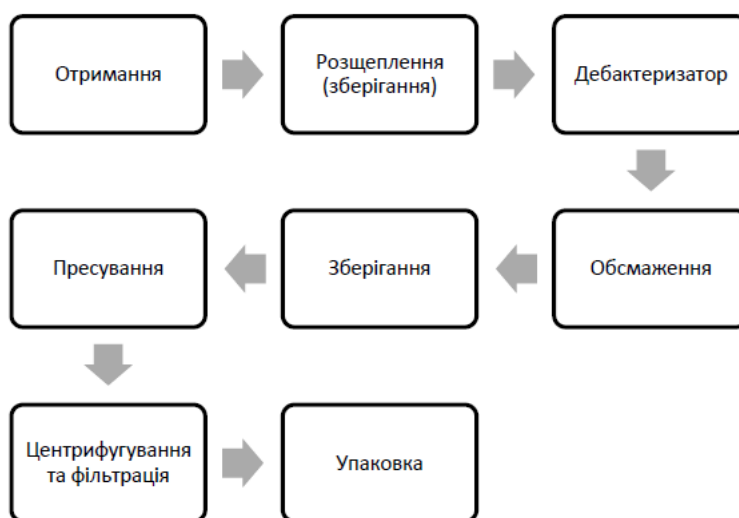 Отримання
Розщеплення
(зберігання)
Дебактеризатор
Обсмаження
Зберігання
Пресування
Центрифугування
та фільтрація
Упаковка